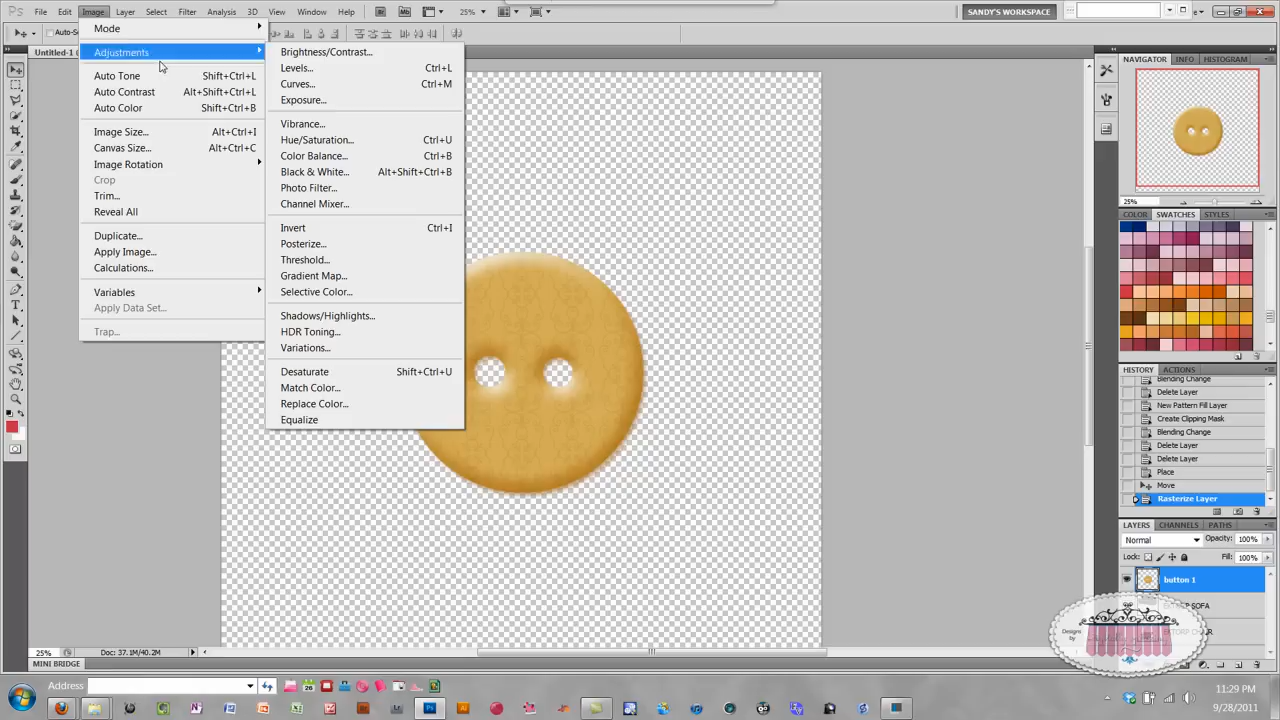 PS File Edit Image Layer Select Filter Analysis 3D View Window Help 25% SANDY'S WORKSPACE
Untitled-1 (
Auto-Se
Mode
Adjustments
Auto Tone Shift+Ctrl+L
Auto Contrast Alt+Shift+Ctrl+L
Auto Color Shift+Ctrl+B
Image Size... Alt+Ctrl+I
Canvas Size... Alt+Ctrl+C
Image Rotation
Crop
Trim...
Reveal All
Duplicate...
Apply Image...
Calculations...
Variables
Apply Data Set...
Trap...
Brightness/Contrast...
Levels... Ctrl+L
Curves... Ctrl+M
Exposure...
Vibrance...
Hue/Saturation... Ctrl+U
Color Balance... Ctrl+B
Black & White... Alt+Shift+Ctrl+B
Photo Filter...
Channel Mixer...
Invert Ctrl+I
Posterize...
Threshold...
Gradient Map...
Selective Color...
Shadows/Highlights...
HDR Toning...
Variations...
Desaturate Shift+Ctrl+U
Match Color...
Replace Color...
Equalize
NAVIGATOR INFO HISTOGRAM
25%
COLOR SWATCHES STYLES
HISTORY ACTIONS
Blending Change
Delete Layer
New Pattern Fill Layer
Create Clipping Mask
Blending Change
Delete Layer
Delete Layer
Place
Move
Rasterize Layer
LAYERS CHANNELS PATHS
Normal Opacity: 100%
Lock: Fill: 100%
button 1
SOFA
Designs
by
25% Doc: 37.1M/40.2M
MINI BRIDGE
Address
11:29 PM
9/28/2011